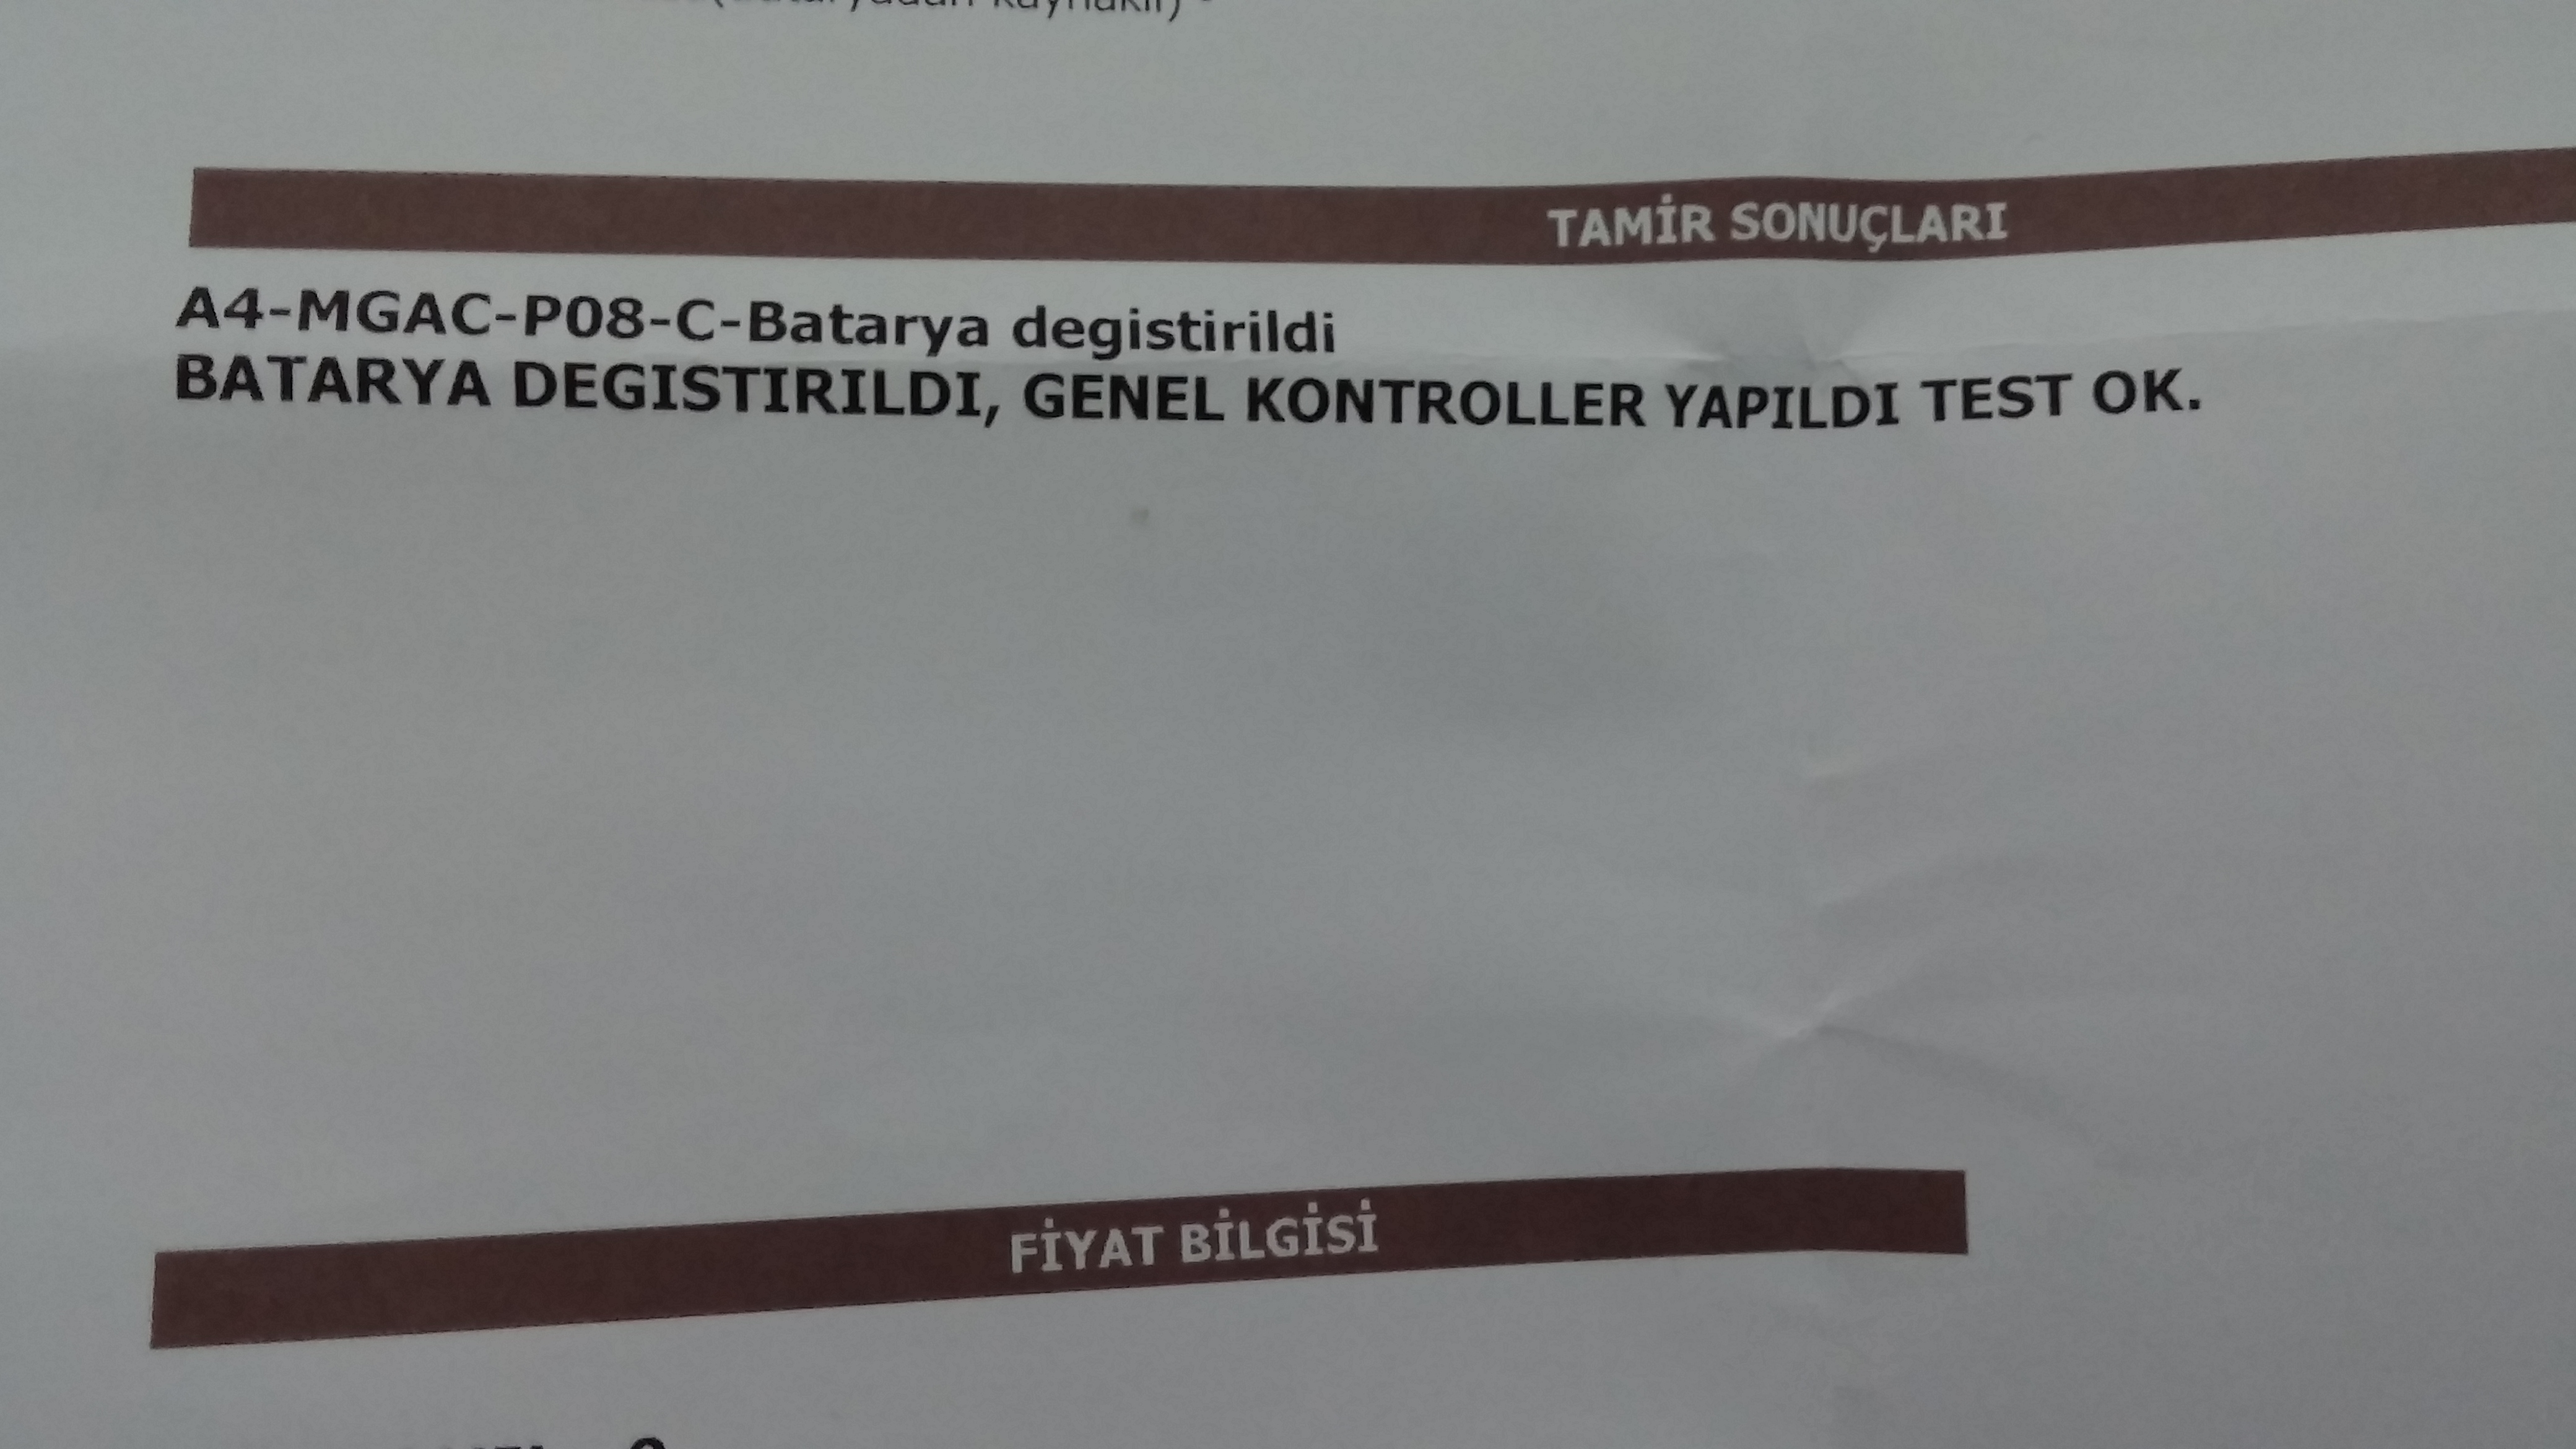 TAMİR SONUÇLARI
A4-MGAC-P08-C-Batarya degistirildi
BATARYA DEGISTIRILDI, GENEL KONTROLLER YAPILDI TEST OK.
FİYAT BİLGİSİ